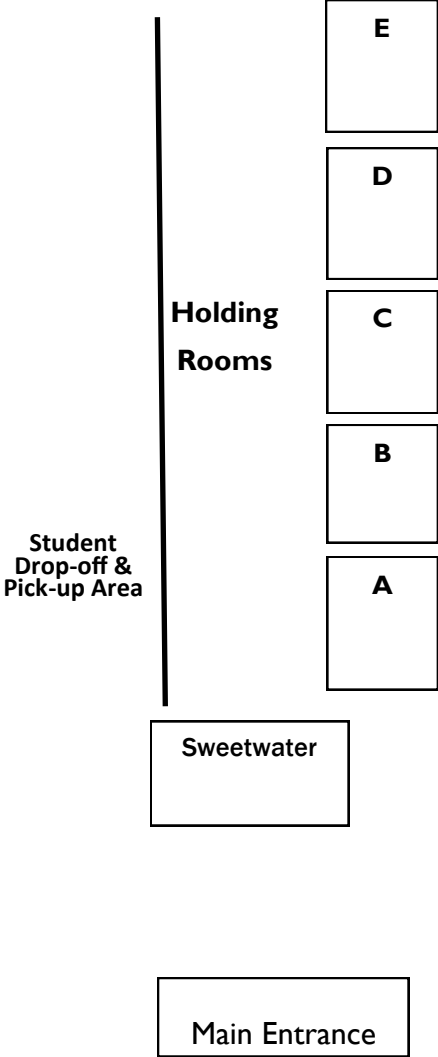 E
D
Holding
Rooms
C
B
Student
Drop-off &
Pick-up Area
A
Sweetwater
Main Entrance